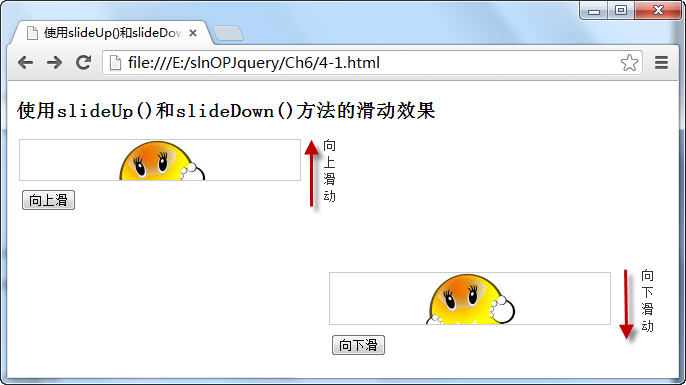 使用slideUp()和slideDow
file:///E:/slnOPJquery/Ch6/4-1.html
使用slideUp()和slideDown()方法的滑动效果
向
上
滑
动
向上滑
向
下
滑
动
向下滑